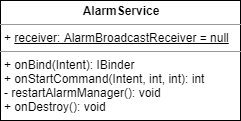 AlarmService
+ receiver: AlarmBroadcastReceiver = null
+ onBind(Intent): IBinder
+ onStartCommand(Intent, int, int): int
- restartAlarmManager(): void
+ onDestroy(): void